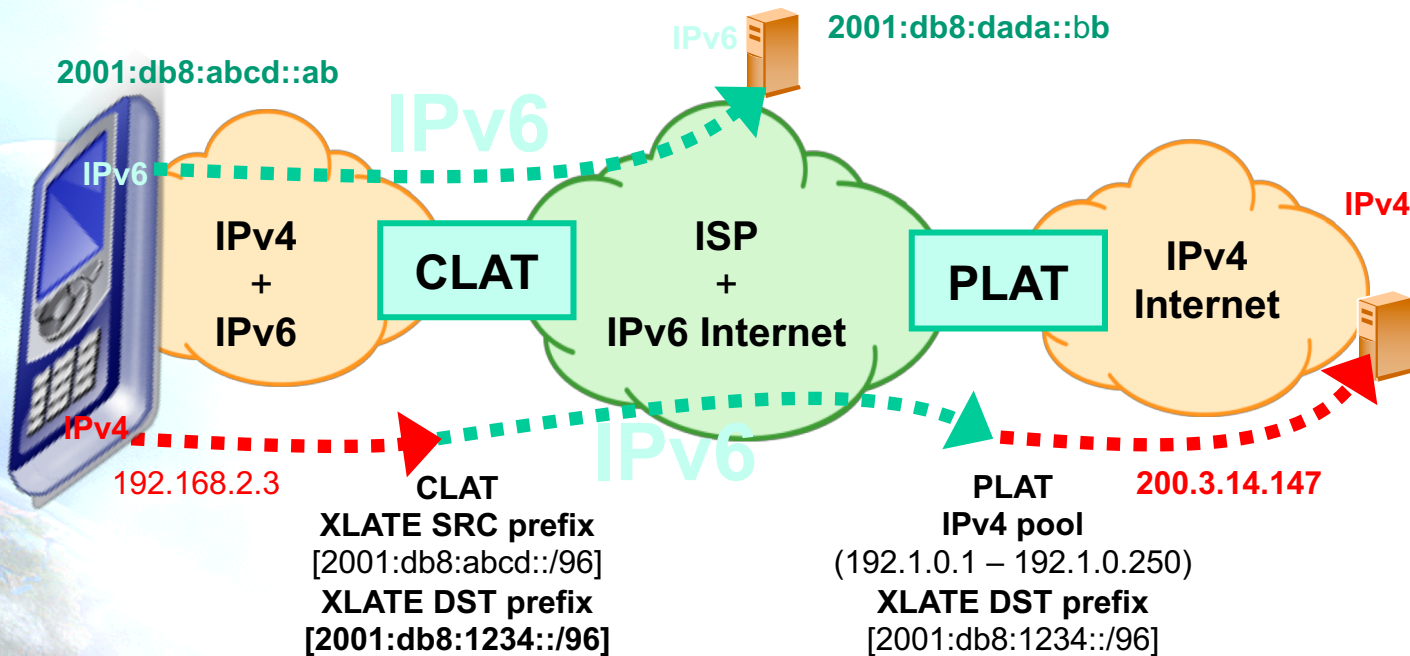 IPv6
2001:db8:dada::bb
2001:db8:abcd::ab
IPv6
IPv6
IPv4
IPv4
+
IPv6
CLAT
ISP
+
IPv6 Internet
PLAT
IPv4
Internet
IPv4
192.168.2.3
IPv6
200.3.14.147
CLAT
XLATE SRC prefix
[2001:db8:abcd::/96]
XLATE DST prefix
[2001:db8:1234::/96]
PLAT
IPv4 pool
(192.1.0.1 – 192.1.0.250)
XLATE DST prefix
[2001:db8:1234::/96]
IPv4